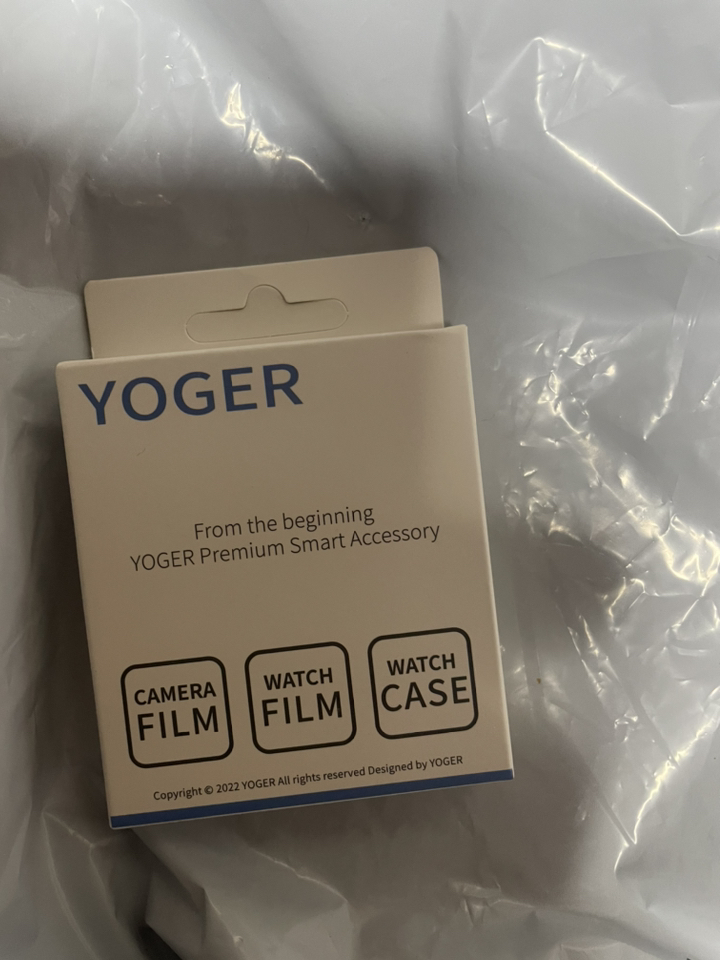 YOGER
From the beginning
YOGER Premium Smart Accessory
CAMERA
FILM
WATCH
FILM
WATCH
CASE
Copyright © 2022 YOGER All rights reserved Designed by YOGER